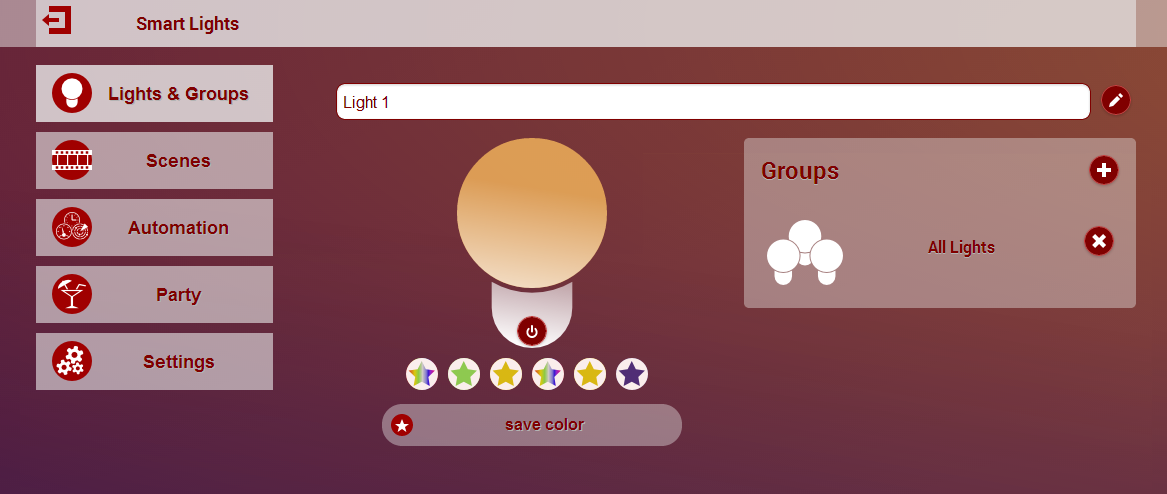 Smart Lights
Lights & Groups
Scenes
Automation
Party
Settings
Light 1
Groups
All Lights
save color